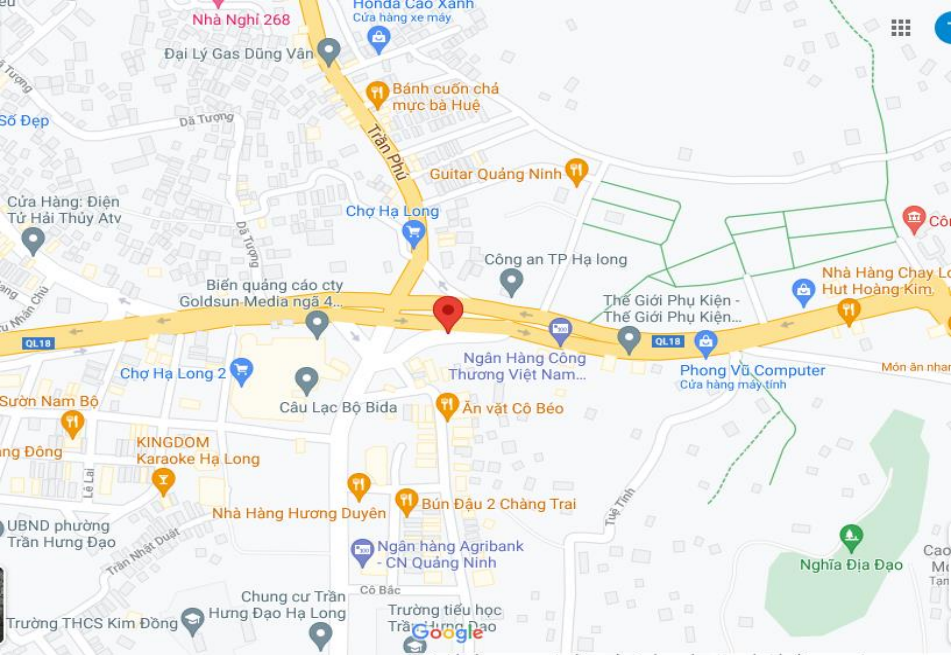 Honda Cao Xanh
Cửa hàng xe máy
Nhà Nghỉ 268
Đại Lý Gas Dũng Vân
Bánh cuốn chả
mực bà Huệ
Số Đẹp
Dã Tượng
Trần Phú
Guitar Quảng Ninh
Cửa Hàng: Điện
Tử Hải Thủy Atv
Chợ Hạ Long
Dã Tượng
Công an TP Hạ long
Biển quảng cáo cty
Goldsun Media ngã 4...
Thế Giới Phụ Kiện -
Thế Giới Phụ Kiện...
Nhà Hàng Chay Lo
Hut Hoàng Kim
QL18
QL18
Ngân Hàng Công
Thương Việt Nam...
Phong Vũ Computer
Cửa hàng máy tính
Món ăn nhan
Chợ Hạ Long 2
Câu Lạc Bộ Bida
Ăn vặt Cô Béo
Sườn Nam Bộ
KINGDOM
Karaoke Hạ Long
ng Đông
Lê Lai
Nhà Hàng Hương Duyên
Bún Đậu 2 Chàng Trai
Tuệ Tĩnh
UBND phường
Trần Hưng Đạo
Trần Nhật Duật
Ngân hàng Agribank
- CN Quảng Ninh
Nghĩa Địa Đạo
Cao
Cô Bắc
Chung cư Trần
Hưng Đạo Hạ Long
Trường THCS Kim Đồng
Trường tiểu học
Trần Hưng Đạo
Google